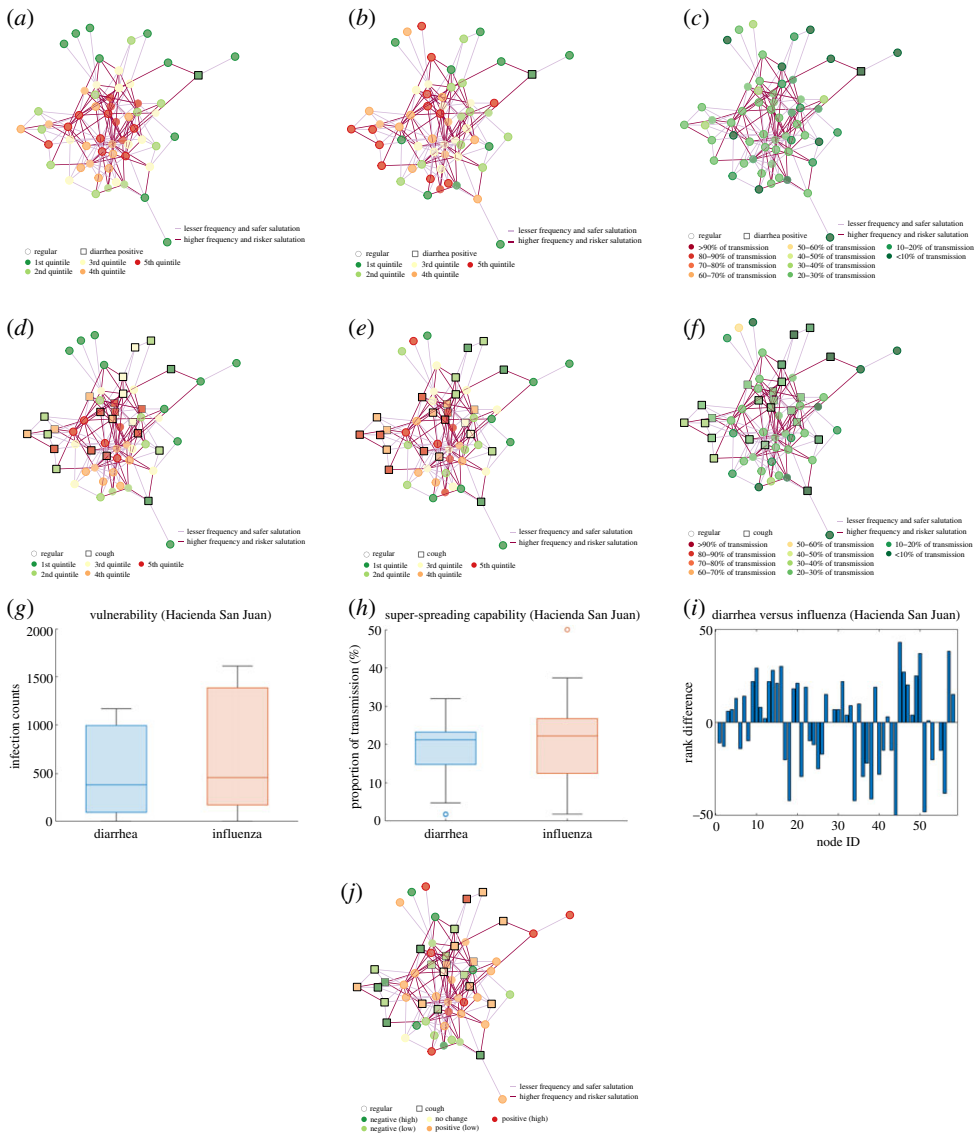 (a)
(b)
(c)
lesser frequency and safer salutation
higher frequency and risker salutation
regular diarrhea positive
1st quintile 3rd quintile 5th quintile
2nd quintile 4th quintile
lesser frequency and safer salutation
higher frequency and risker salutation
regular diarrhea positive
1st quintile 3rd quintile 5th quintile
2nd quintile 4th quintile
lesser frequency and safer salutation
higher frequency and risker salutation
regular diarrhea positive
>90% of transmission 50–60% of transmission 10–20% of transmission
80–90% of transmission 40–50% of transmission <10% of transmission
70–80% of transmission 30–40% of transmission
60–70% of transmission 20–30% of transmission
(d)
(e)
(f)
lesser frequency and safer salutation
higher frequency and risker salutation
regular cough
1st quintile 3rd quintile 5th quintile
2nd quintile 4th quintile
lesser frequency and safer salutation
higher frequency and risker salutation
regular cough
1st quintile 3rd quintile 5th quintile
2nd quintile 4th quintile
lesser frequency and safer salutation
higher frequency and risker salutation
regular cough
>90% of transmission 50–60% of transmission 10–20% of transmission
80–90% of transmission 40–50% of transmission <10% of transmission
70–80% of transmission 30–40% of transmission
60–70% of transmission 20–30% of transmission
(g) vulnerability (Hacienda San Juan)
2000
1500
1000
500
0
infection counts
diarrhea influenza
(h) super-spreading capability (Hacienda San Juan)
50
40
30
20
10
0
proportion of transmission (%)
diarrhea influenza
(i) diarrhea versus influenza (Hacienda San Juan)
50
0
−50
rank difference
0 10 20 30 40 50
node ID
(j)
lesser frequency and safer salutation
higher frequency and risker salutation
regular cough
negative (high) no change positive (high)
negative (low) positive (low)